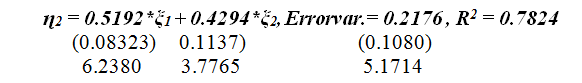 η2 = 0.5192*ξ1 + 0.4294*ξ2, Errorvar.= 0.2176 , R² = 0.7824
(0.08323) (0.1137) (0.1080)
6.2380 3.7765 5.1714